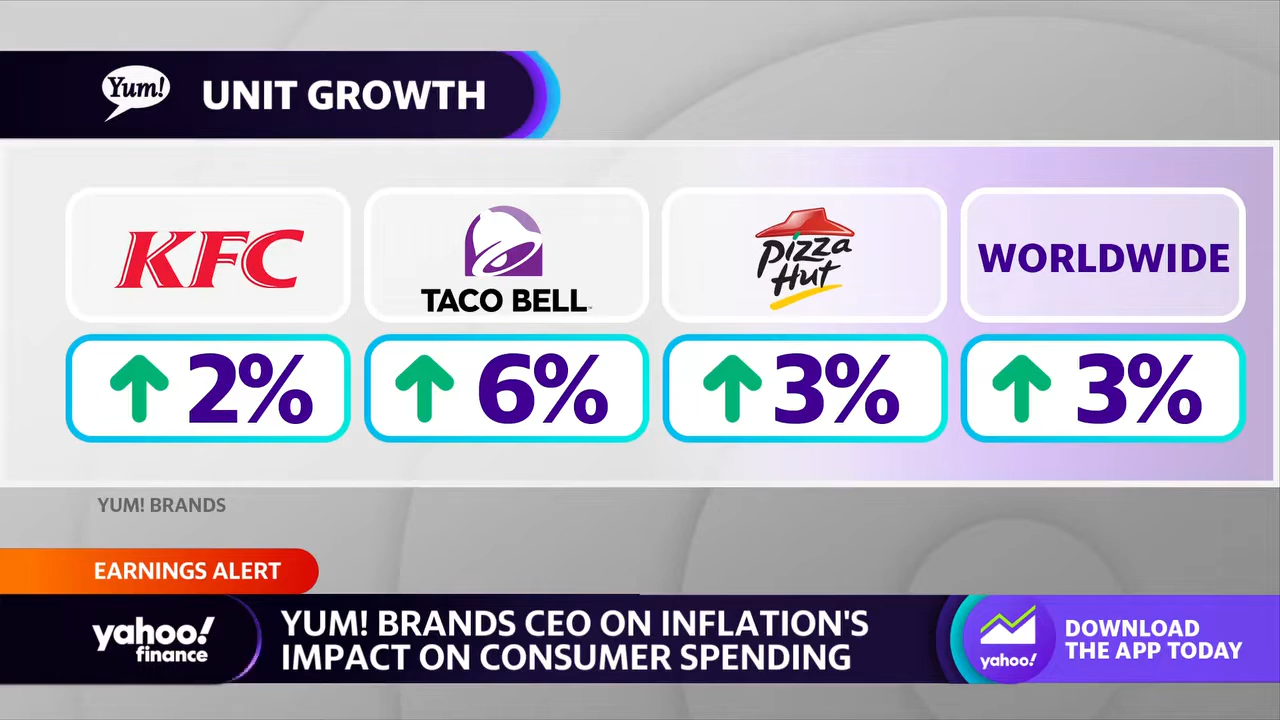 Yum! UNIT GROWTH
KFC
TACO BELL
Pizza
Hut
WORLDWIDE
2%
6%
3%
3%
YUM! BRANDS
EARNINGS ALERT
yahoo!
finance
YUM! BRANDS CEO ON INFLATION'S
IMPACT ON CONSUMER SPENDING
yahoo!
DOWNLOAD
THE APP TODAY